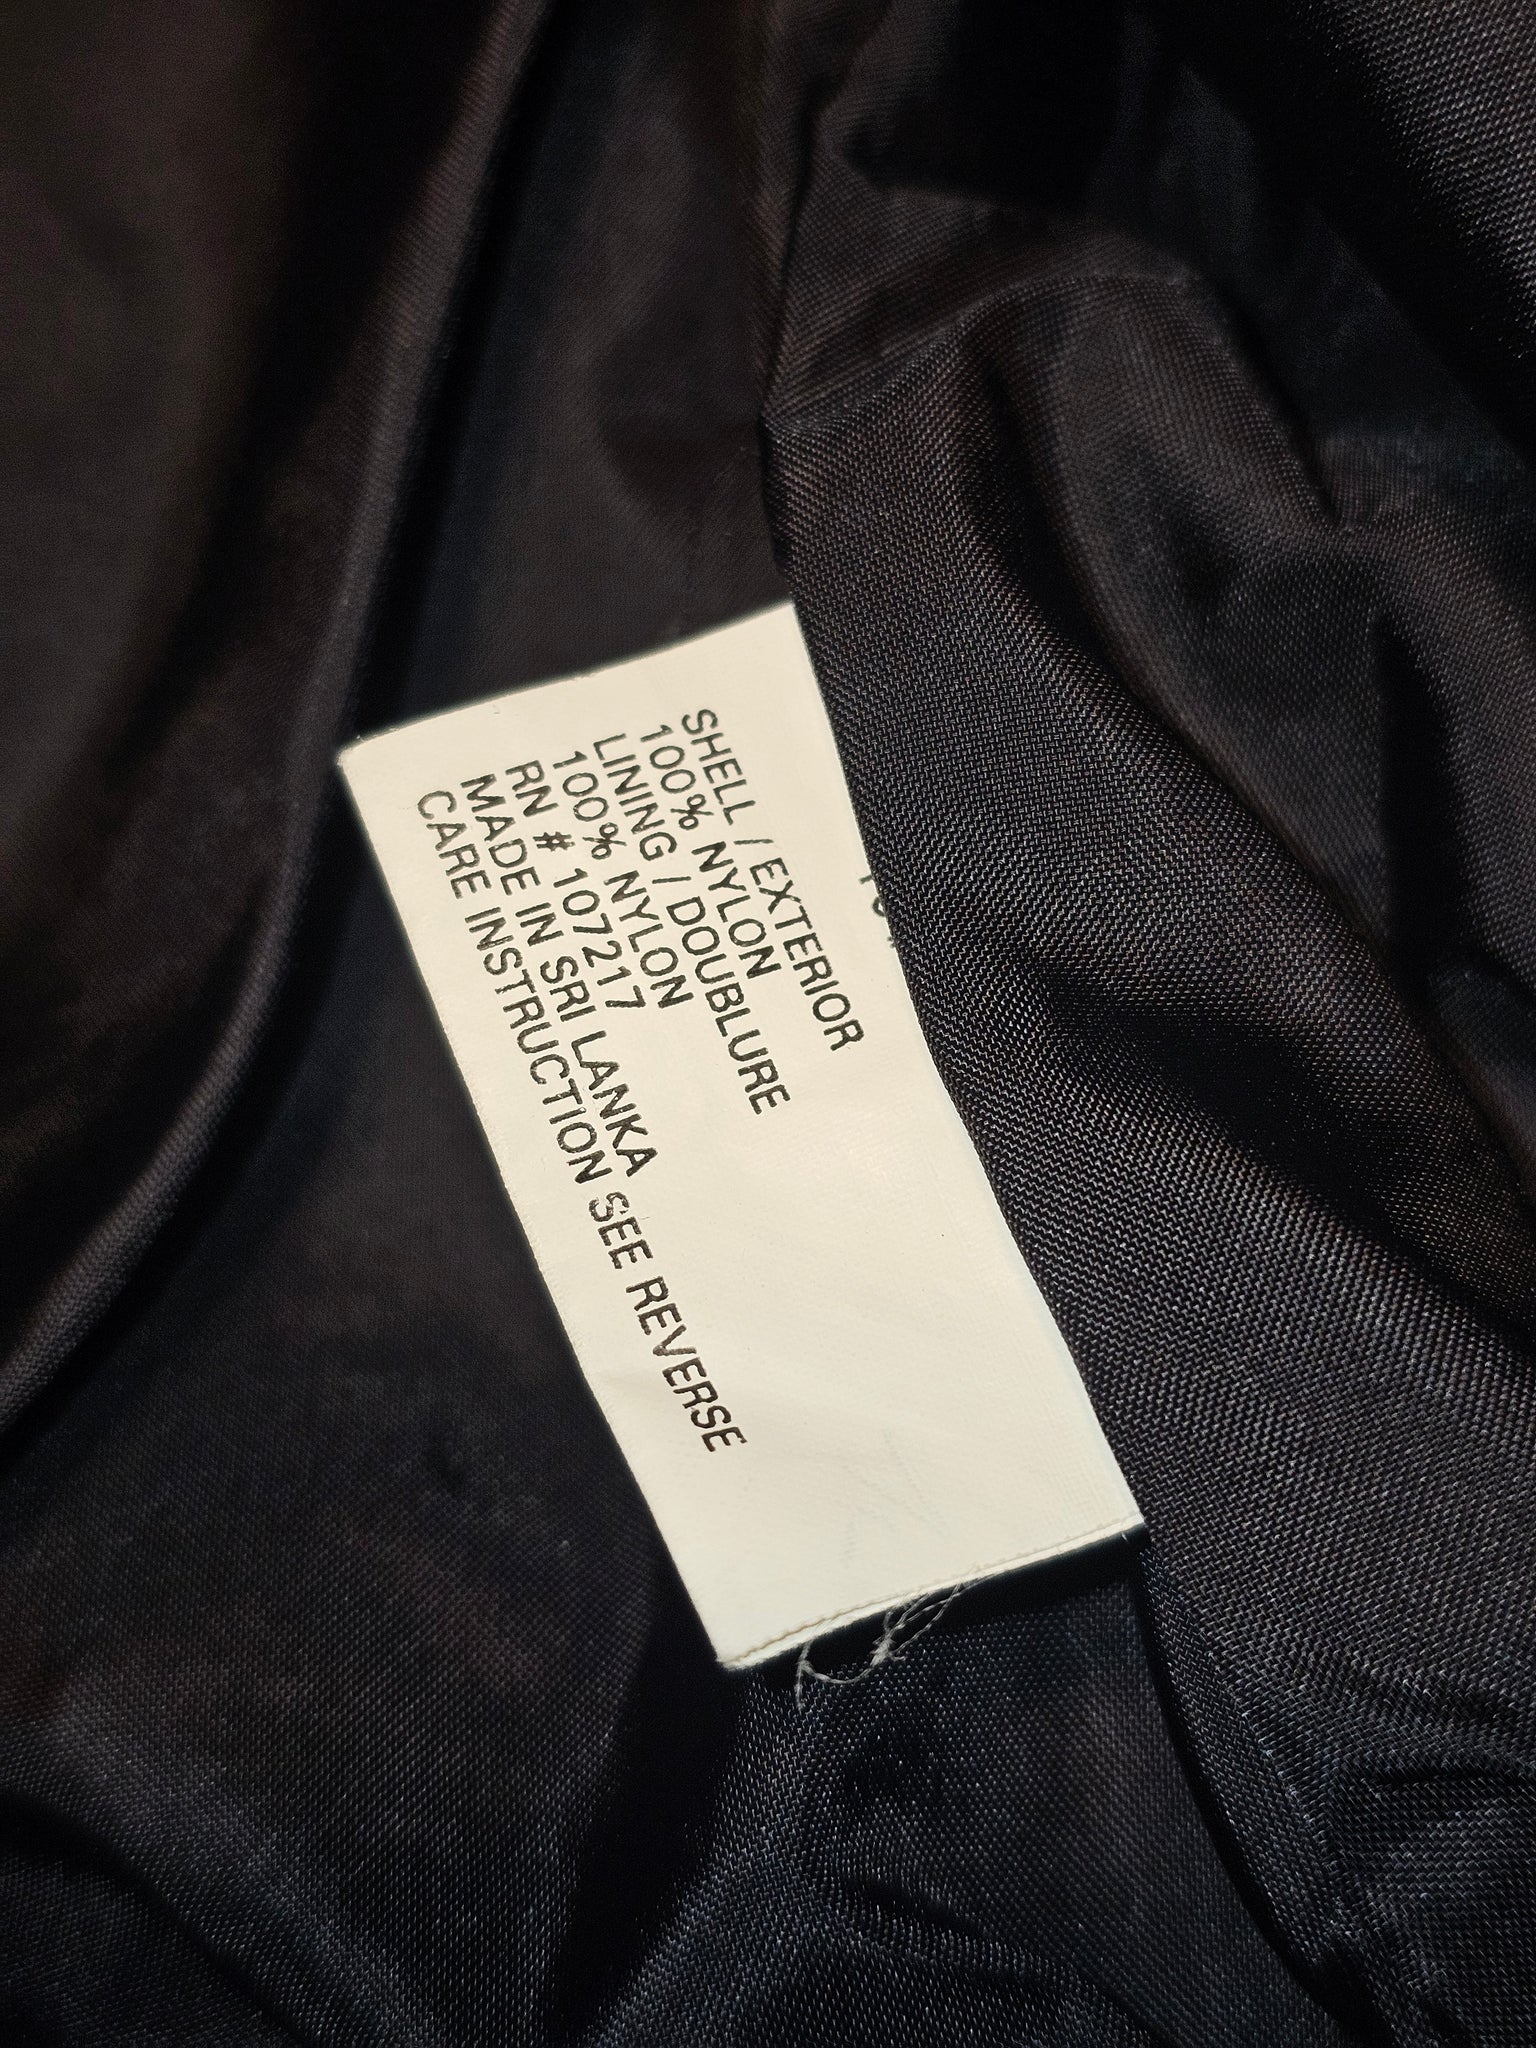 SHELL / EXTERIOR
100% NYLON
LINING / DOUBLURE
100% NYLON
RN # 107217
MADE IN SRI LANKA
CARE INSTRUCTION SEE REVERSE